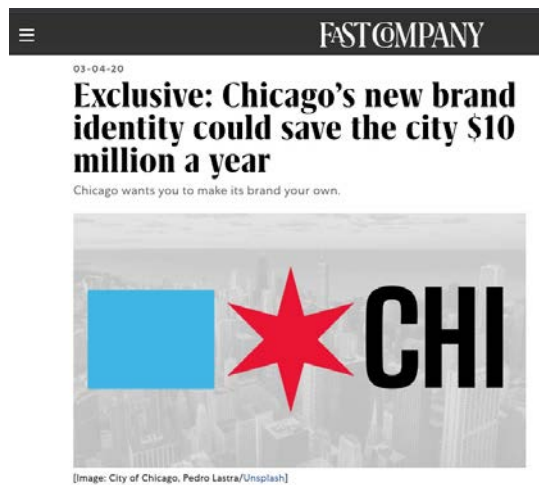 FAST COMPANY
03-04-20
Exclusive: Chicago's new brand
identity could save the city $10
million a year
Chicago wants you to make its brand your own.
CHI
[Image: City of Chicago, Pedro Lastra/Unsplash]